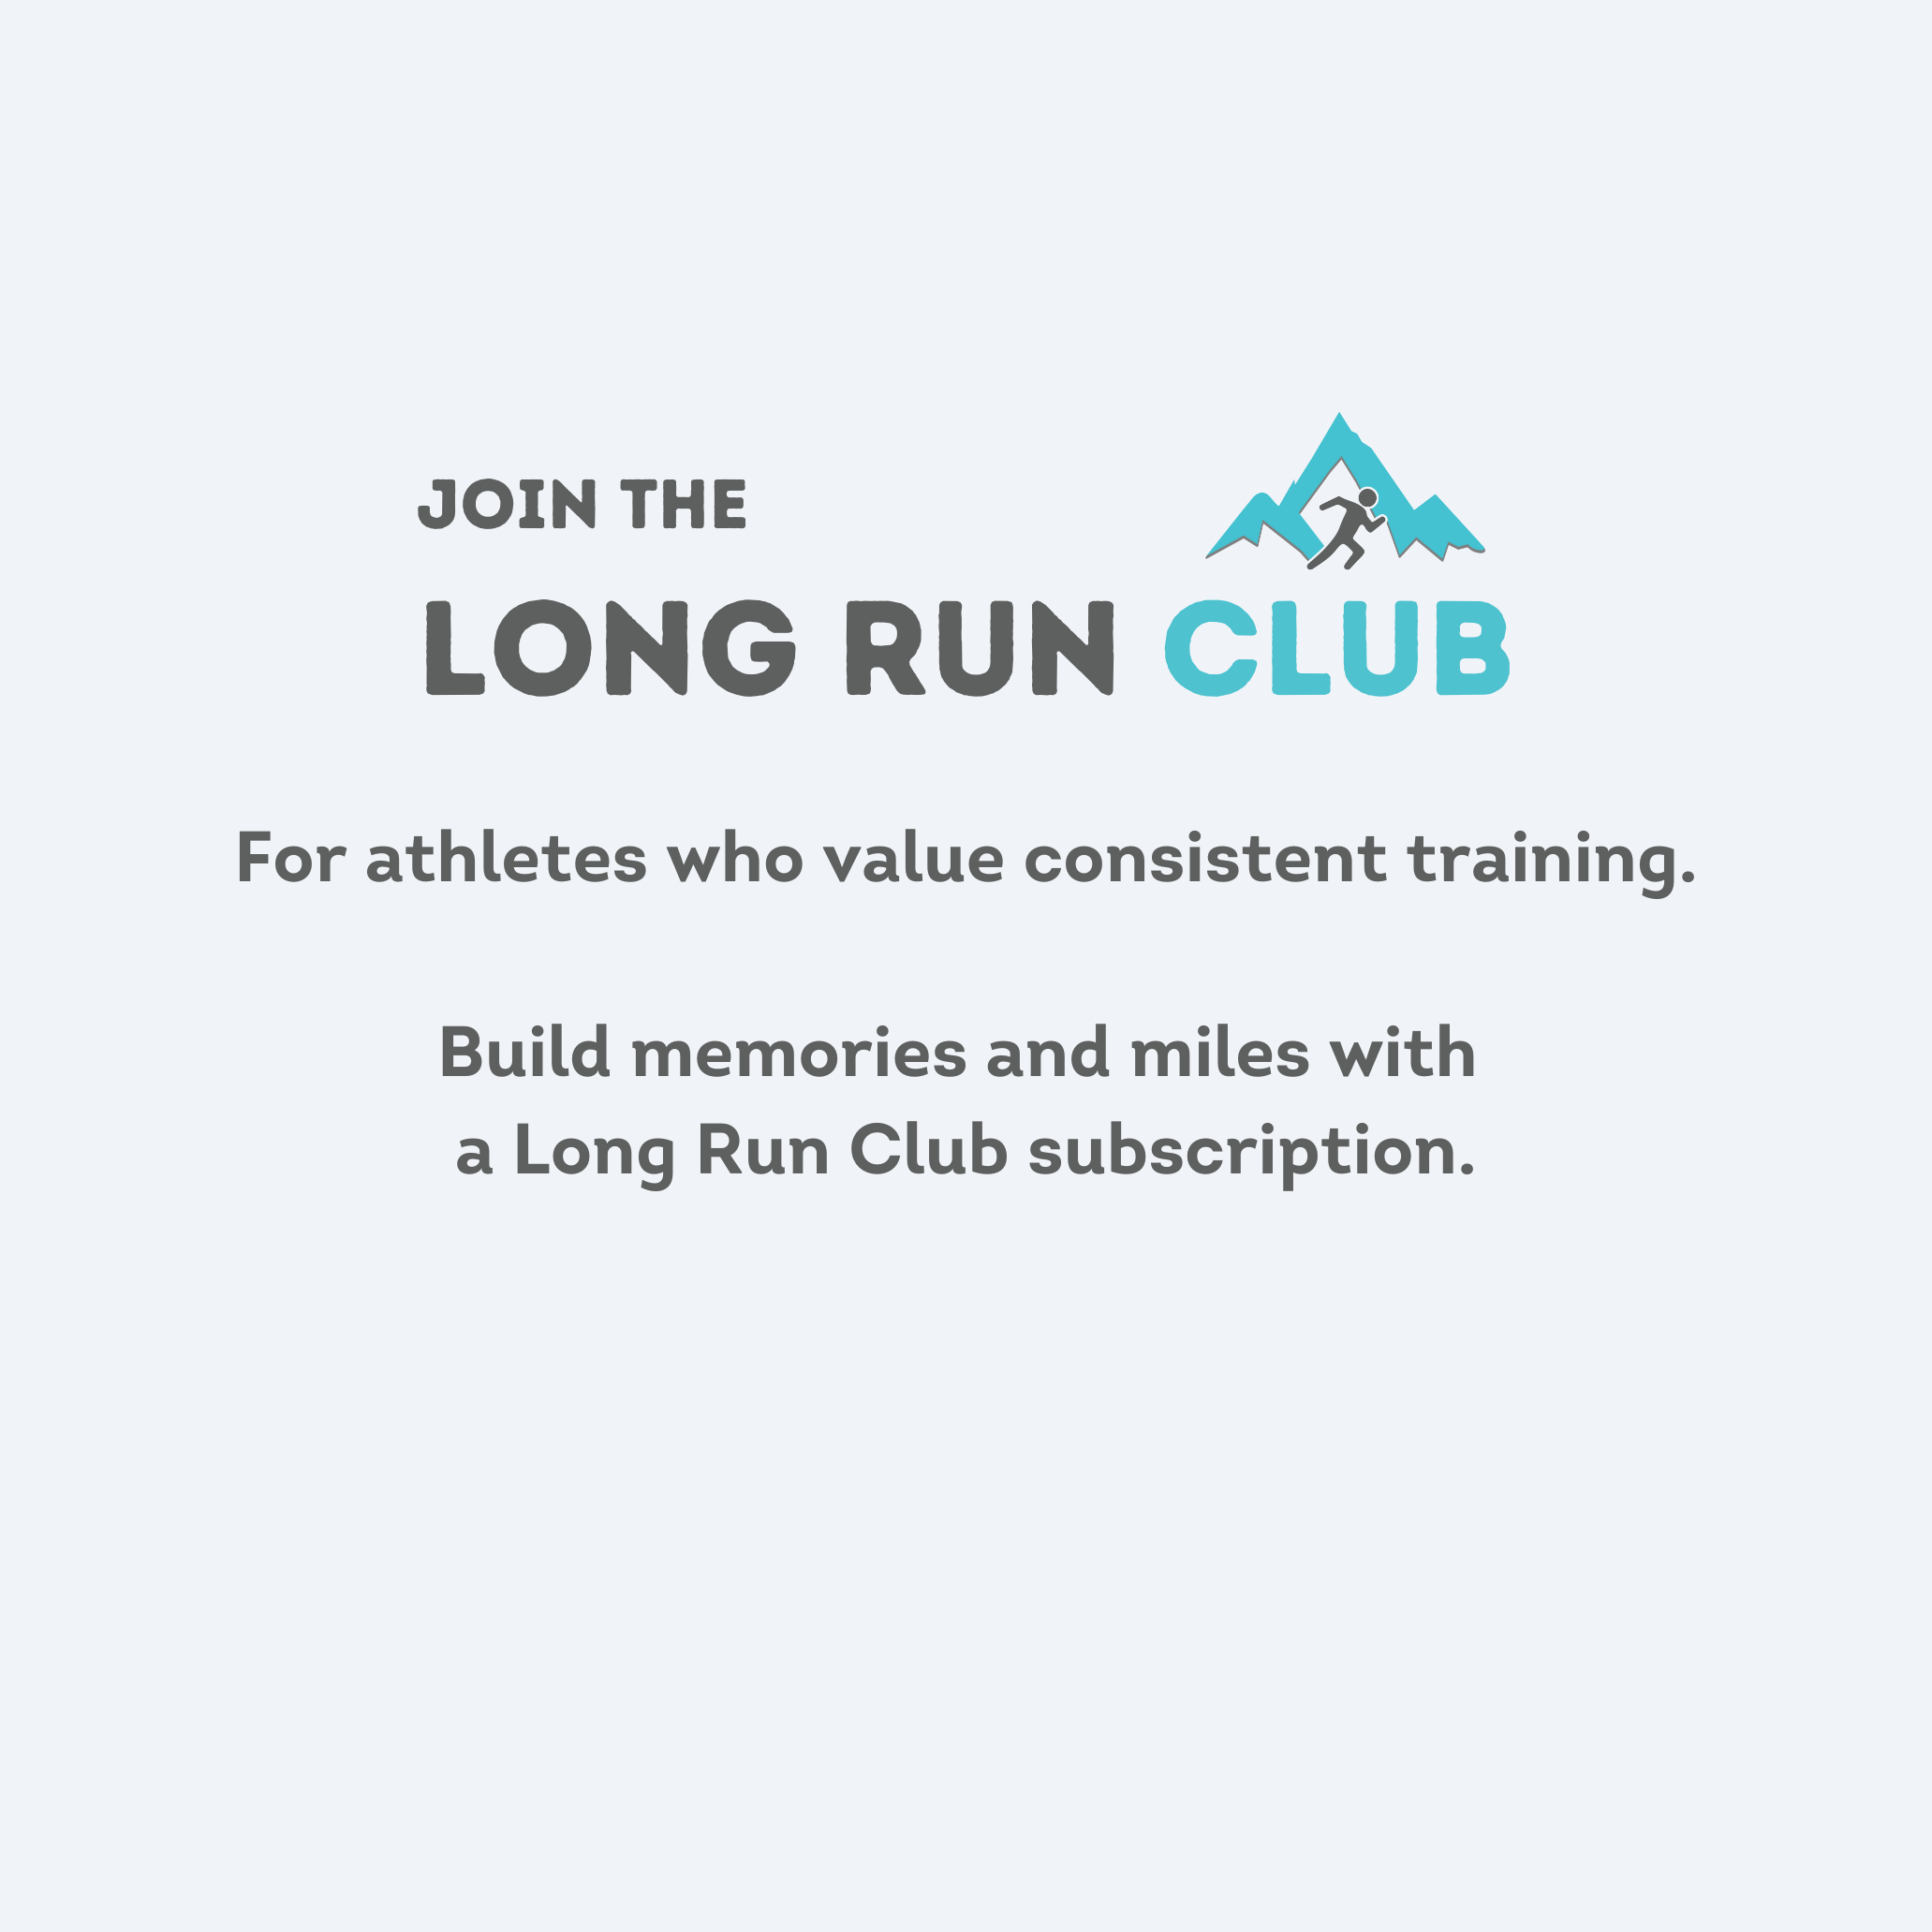 JOIN THE
LONG RUN CLUB
For athletes who value consistent training.
Build memories and miles with
a Long Run Club subscription.